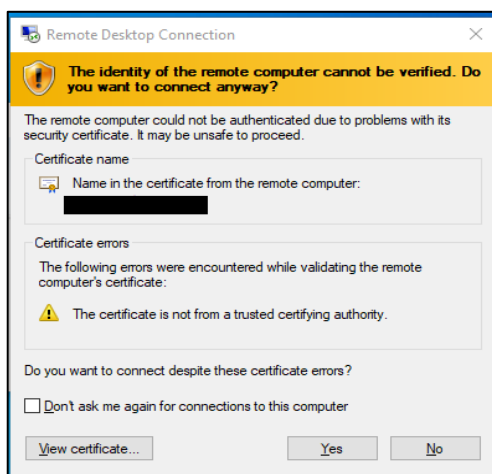 Remote Desktop Connection
The identity of the remote computer cannot be verified. Do
you want to connect anyway?
The remote computer could not be authenticated due to problems with its
security certificate. It may be unsafe to proceed.
Certificate name
Name in the certificate from the remote computer:
Certificate errors
The following errors were encountered while validating the remote
computer's certificate:
The certificate is not from a trusted certifying authority.
Do you want to connect despite these certificate errors?
Don't ask me again for connections to this computer
View certificate...
Yes
No